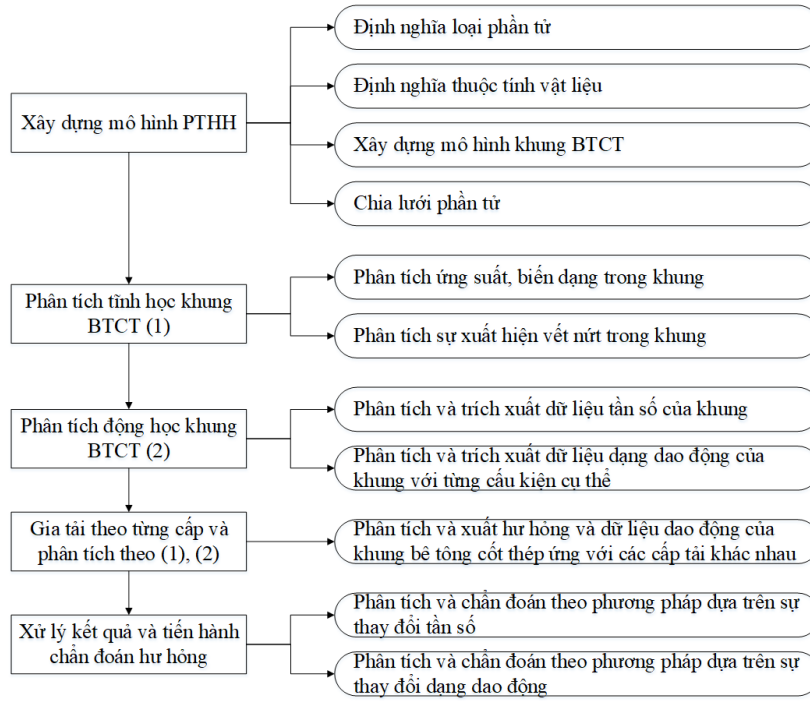 Xây dựng mô hình PTHH
Định nghĩa loại phần tử
Định nghĩa thuộc tính vật liệu
Xây dựng mô hình khung BTCT
Chia lưới phần tử
Phân tích tĩnh học khung
BTCT (1)
Phân tích ứng suất, biến dạng trong khung
Phân tích sự xuất hiện vết nứt trong khung
Phân tích động học khung
BTCT (2)
Phân tích và trích xuất dữ liệu tần số của khung
Phân tích và trích xuất dữ liệu dạng dao động của
khung với từng cấu kiện cụ thể
Gia tải theo từng cấp và
phân tích theo (1), (2)
Phân tích và xuất hư hỏng và dữ liệu dao động của
khung bê tông cốt thép ứng với các cấp tải khác nhau
Xử lý kết quả và tiến hành
chẩn đoán hư hỏng
Phân tích và chẩn đoán theo phương pháp dựa trên sự
thay đổi tần số
Phân tích và chẩn đoán theo phương pháp dựa trên sự
thay đổi dạng dao động